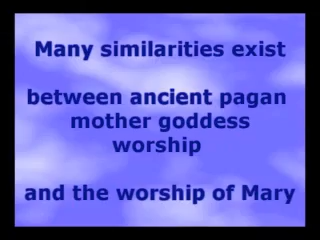 Many similarities exist
between ancient pagan
mother goddess
worship
and the worship of Mary